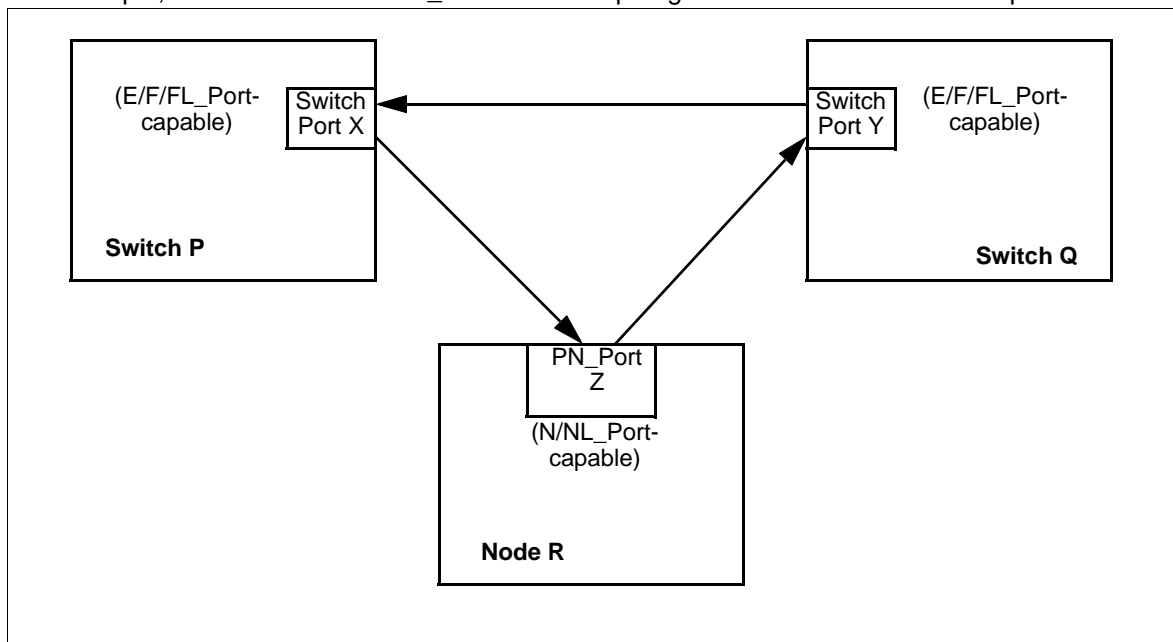 (E/F/FL_Port-
capable)
Switch
Port X
Switch
Port Y
(E/F/FL_Port-
capable)
Switch P
Switch Q
PN_Port
Z
(N/NL_Port-
capable)
Node R